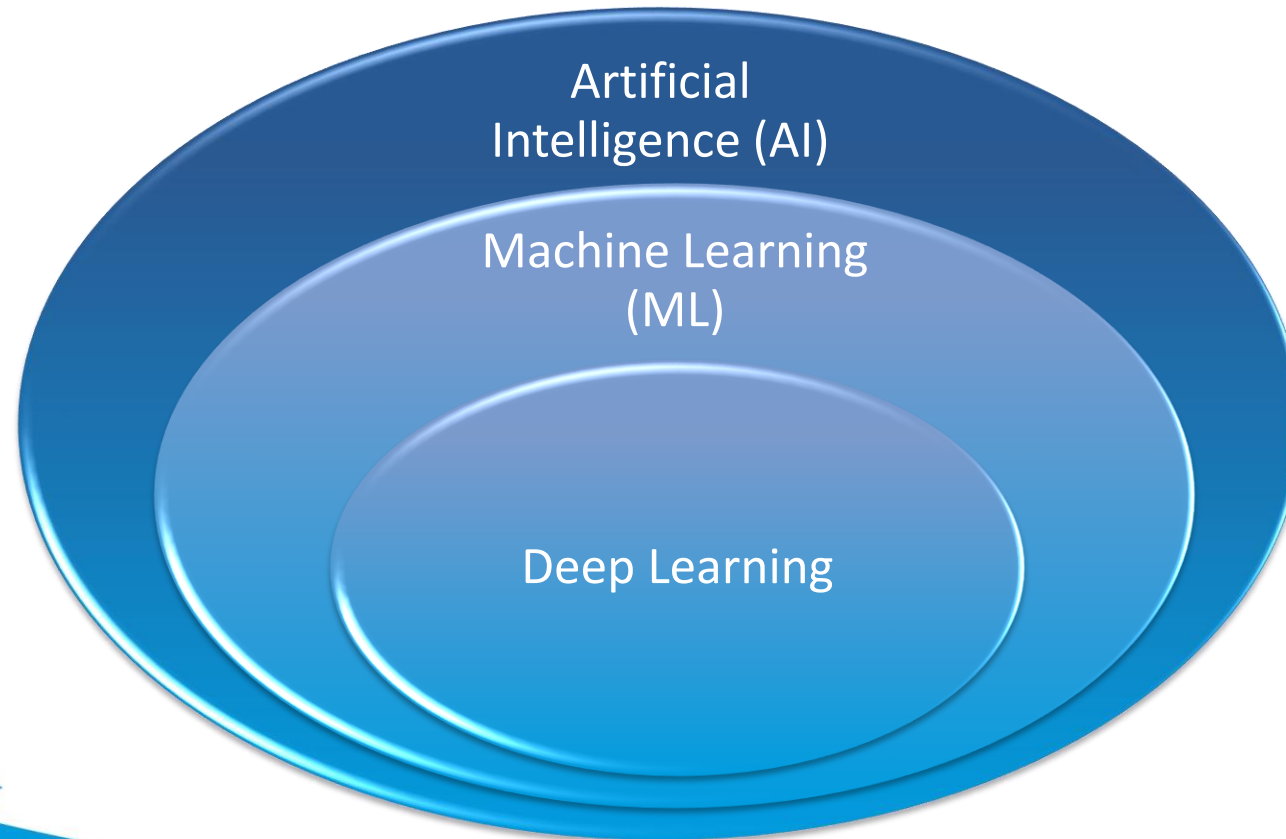 Artificial
Intelligence (AI)
Machine Learning
(ML)
Deep Learning